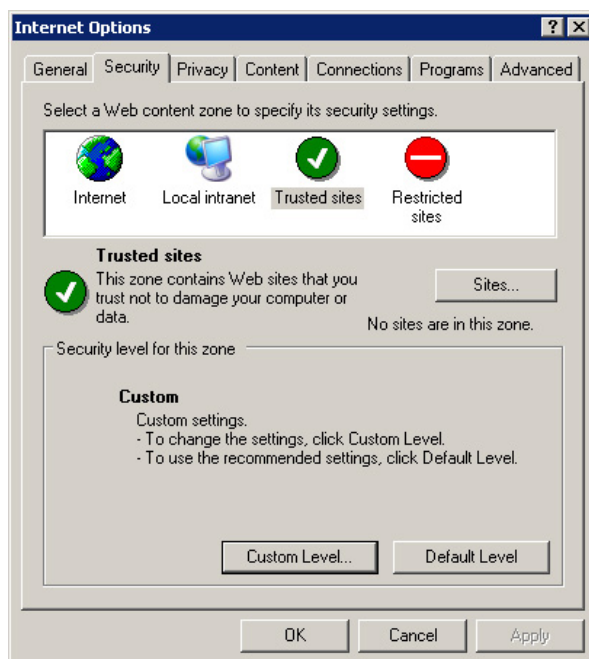 Internet Options
General Security Privacy Content Connections Programs Advanced
Select a Web content zone to specify its security settings.
Internet Local intranet Trusted sites Restricted
sites
Trusted sites
This zone contains Web sites that you
trust not to damage your computer or
data.
Sites...
No sites are in this zone.
Security level for this zone
Custom
Custom settings.
- To change the settings, click Custom Level.
- To use the recommended settings, click Default Level.
Custom Level... Default Level
OK Cancel Apply